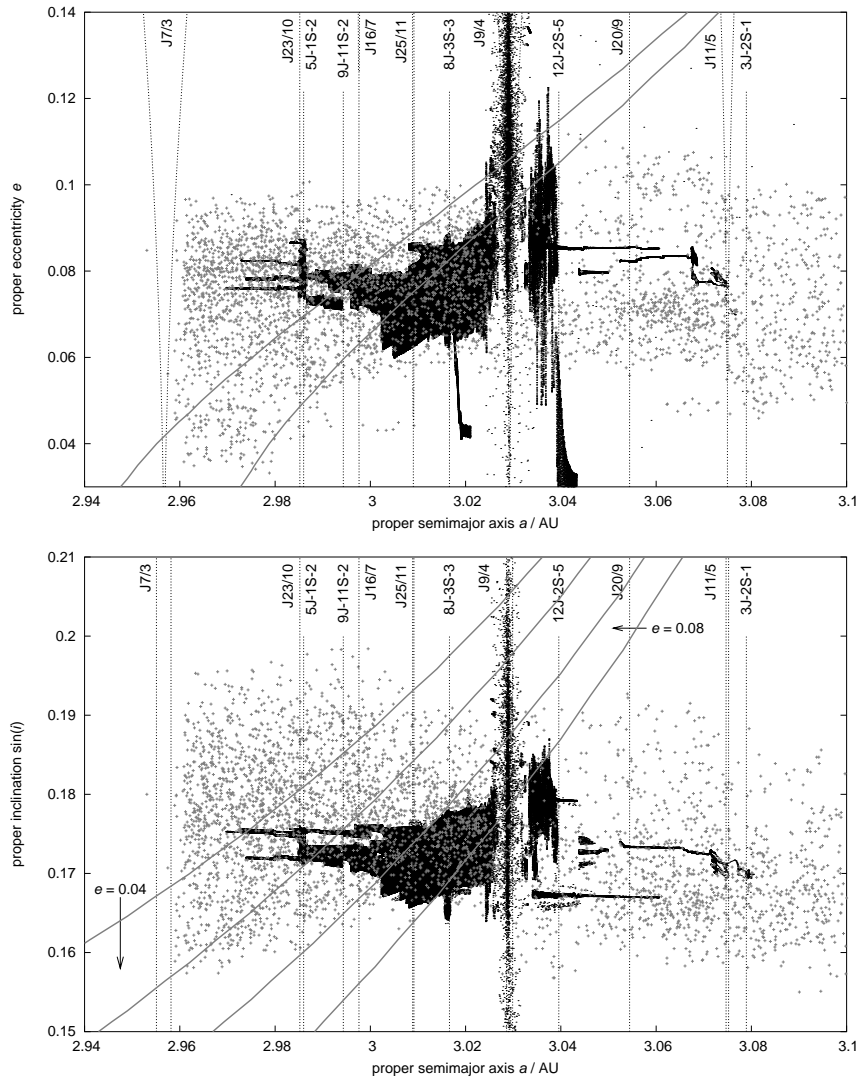 0.14
0.12
0.1
0.08
0.06
0.04
proper eccentricity e
J7/3
J23/10
5J-1S-2
9J-11S-2
J16/7
J25/11
8J-3S-3
J9/4
12J-2S-5
J20/9
J11/5
3J-2S-1
2.94 2.96 2.98 3 3.02 3.04 3.06 3.08 3.1
proper semimajor axis a / AU
0.21
0.2
0.19
0.18
0.17
0.16
0.15
proper inclination sin(i)
J7/3
J23/10
5J-1S-2
9J-11S-2
J16/7
J25/11
8J-3S-3
J9/4
12J-2S-5
J20/9
J11/5
3J-2S-1
e = 0.08
e = 0.04
2.94 2.96 2.98 3 3.02 3.04 3.06 3.08 3.1
proper semimajor axis a / AU